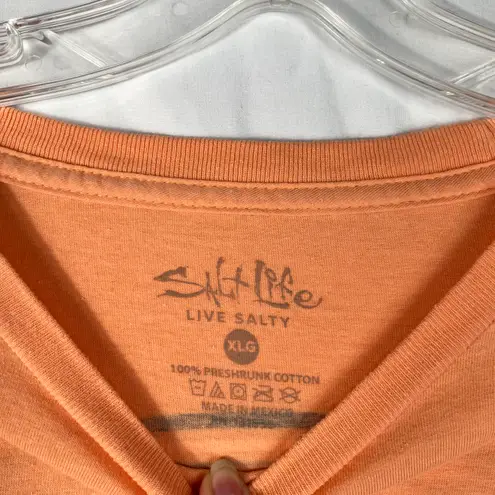 Salt Life
LIVE SALTY
XLG
100% PRESHRUNK COTTON
MADE IN MEXICO